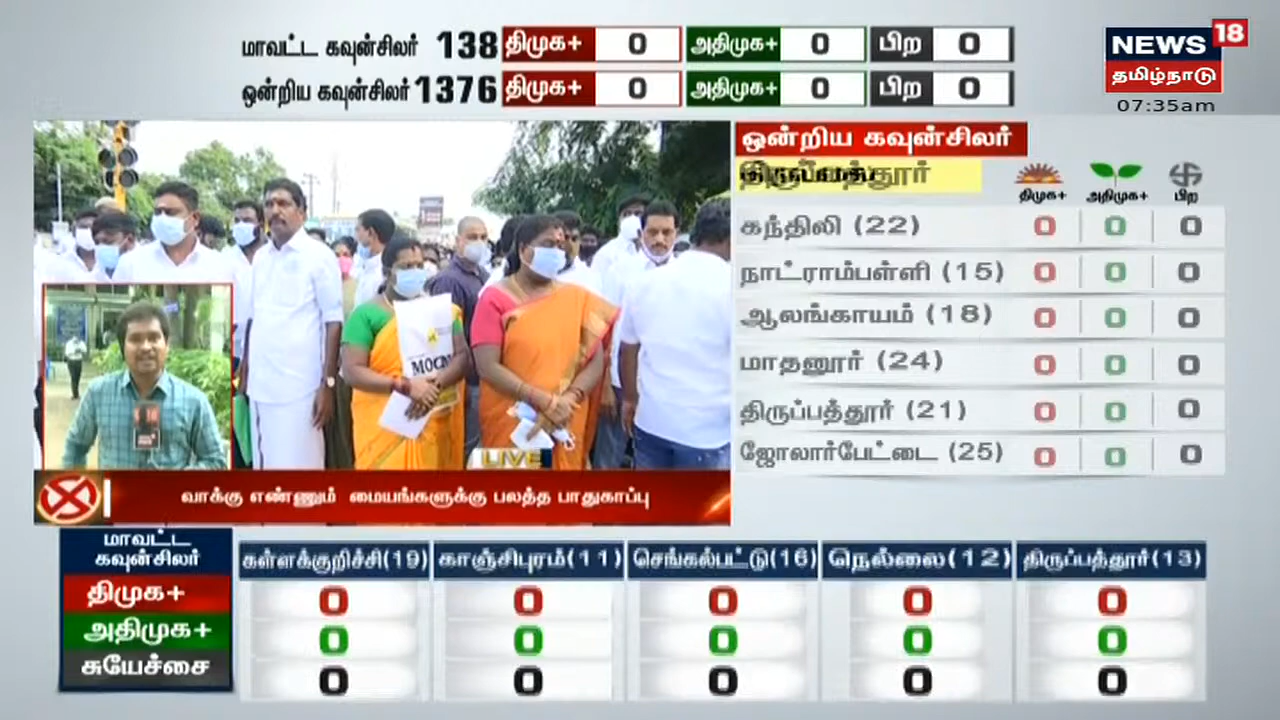 மாவட்ட கவுன்சிலர் 138 திமுக+ 0 அதிமுக+ 0 பிற 0
ஒன்றிய கவுன்சிலர் 1376 திமுக+ 0 அதிமுக+ 0 பிற 0
NEWS 18
தமிழ்நாடு
07:35am
ஒன்றிய கவுன்சிலர்
திருப்பத்தூர்
திமுக+ அதிமுக+ பிற
கந்திலி (22) 0 0 0
நாட்ராம்பள்ளி (15) 0 0 0
ஆலங்காயம் (18) 0 0 0
மாதனூர் (24) 0 0 0
திருப்பத்தூர் (21) 0 0 0
ஜோலார்பேட்டை (25) 0 0 0
LIVE
வாக்கு எண்ணும் மையங்களுக்கு பலத்த பாதுகாப்பு
மாவட்ட
கவுன்சிலர்
கள்ளக்குறிச்சி(19) காஞ்சிபுரம்(11) செங்கல்பட்டு(16) நெல்லை(12) திருப்பத்தூர்(13)
திமுக+ 0 0 0 0 0
அதிமுக+ 0 0 0 0 0
சுயேச்சை 0 0 0 0 0